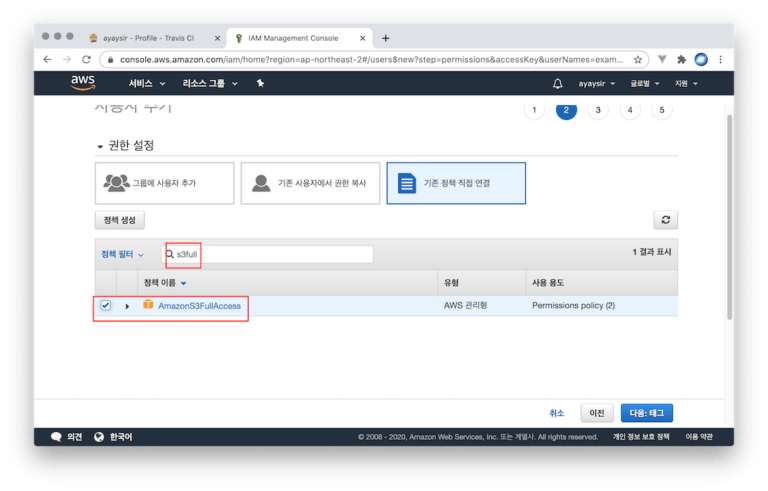 ayaysir - Profile - Travis CI
IAM Management Console
console.aws.amazon.com/iam/home?region=ap-northeast-2#/users$new?step=permissions&accessKey&userNames=exam...
aws 서비스 리소스 그룹 ayaysir 글로벌 지원
사용자 추가 1 2 3 4 5
권한 설정
그룹에 사용자 추가 기존 사용자에서 권한 복사 기존 정책 직접 연결
정책 생성
정책 필터 s3full 1 결과 표시
정책 이름 유형 사용 용도
AmazonS3FullAccess AWS 관리형 Permissions policy (2)
취소 이전 다음: 태그
의견 한국어 © 2008 - 2020, Amazon Web Services, Inc. 또는 계열사. All rights reserved. 개인 정보 보호 정책 이용 약관